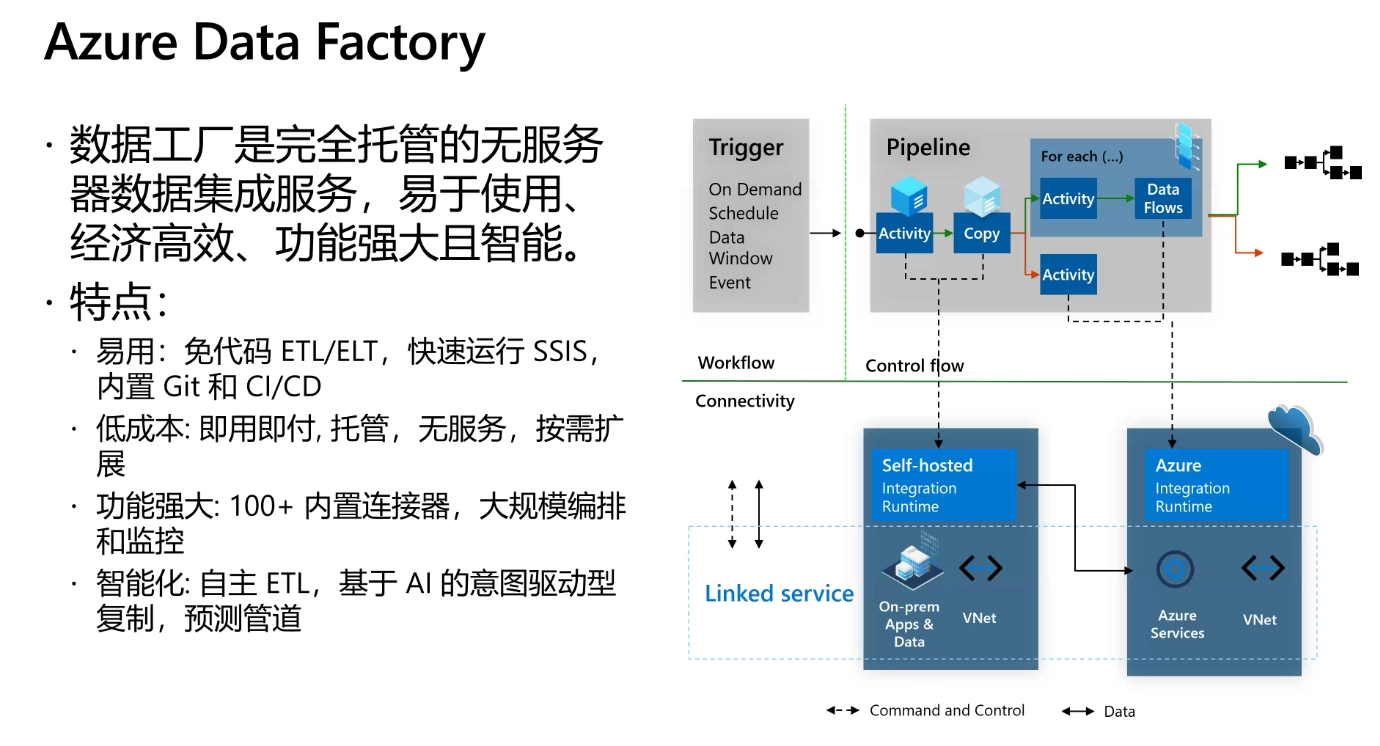 Azure Data Factory
· 数据工厂是完全托管的无服务
器数据集成服务，易于使用、
经济高效、功能强大且智能。
· 特点：
· 易用：免代码 ETL/ELT，快速运行 SSIS，
内置 Git 和 CI/CD
· 低成本: 即用即付, 托管，无服务，按需扩
展
· 功能强大: 100+ 内置连接器，大规模编排
和监控
· 智能化: 自主 ETL，基于 AI 的意图驱动型
复制，预测管道
Trigger
On Demand
Schedule
Data
Window
Event
Pipeline
For each (...)
Activity
Copy
Activity
Data
Flows
Activity
Workflow
Control flow
Connectivity
Self-hosted
Integration
Runtime
Azure
Integration
Runtime
Linked service
On-prem
Apps &
Data
VNet
Azure
Services
VNet
Command and Control
Data